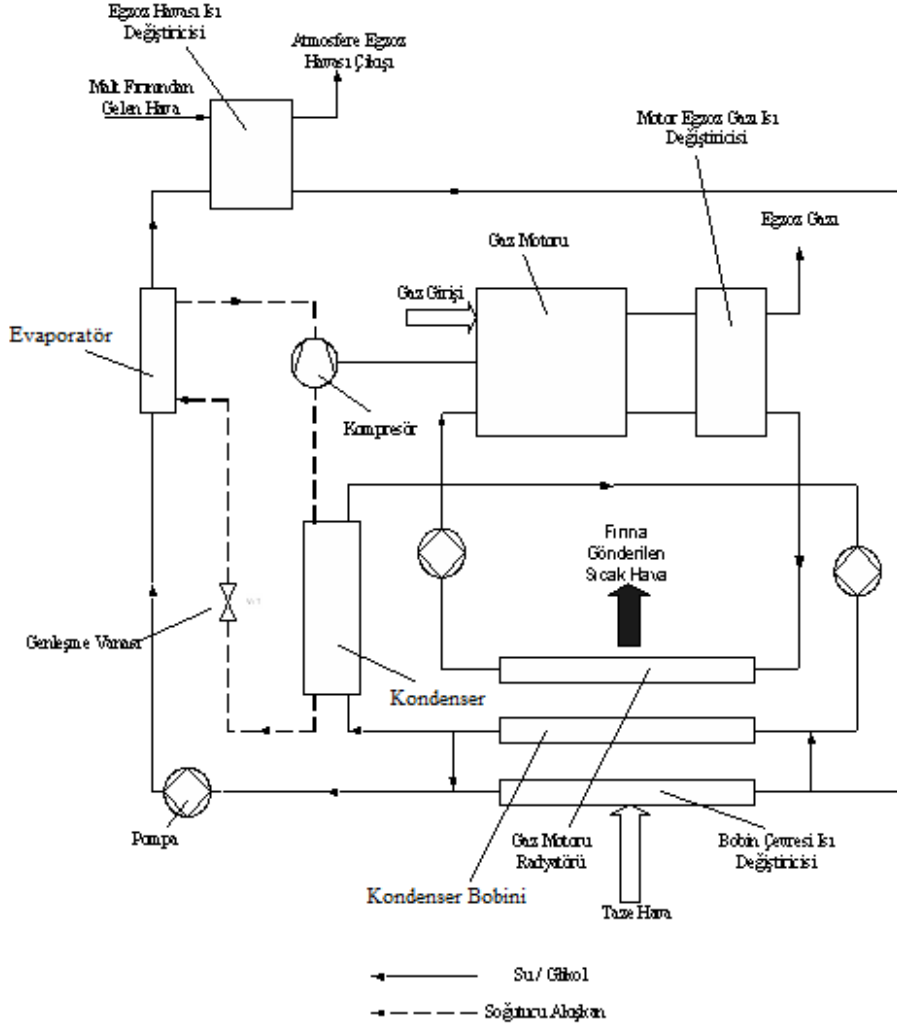 Egzoz Havası Isı
Değiştiricisi
Atmosfere Egzoz
Havası Çıkışı
Malt Fırınından
Gelen Hava
Motor Egzoz Gazı Isı
Değiştiricisi
Egzoz Gazı
Gaz Motoru
Gaz Girişi
Evaporatör
Kompresör
Fırına
Gönderilen
Sıcak Hava
Genleşme Vanası
Kondenser
Pompa
Gaz Motoru
Radyatörü
Bobin Çevresi Isı
Değiştiricisi
Kondenser Bobini
Taze Hava
Su / Glikol
Soğutucu Akışkan